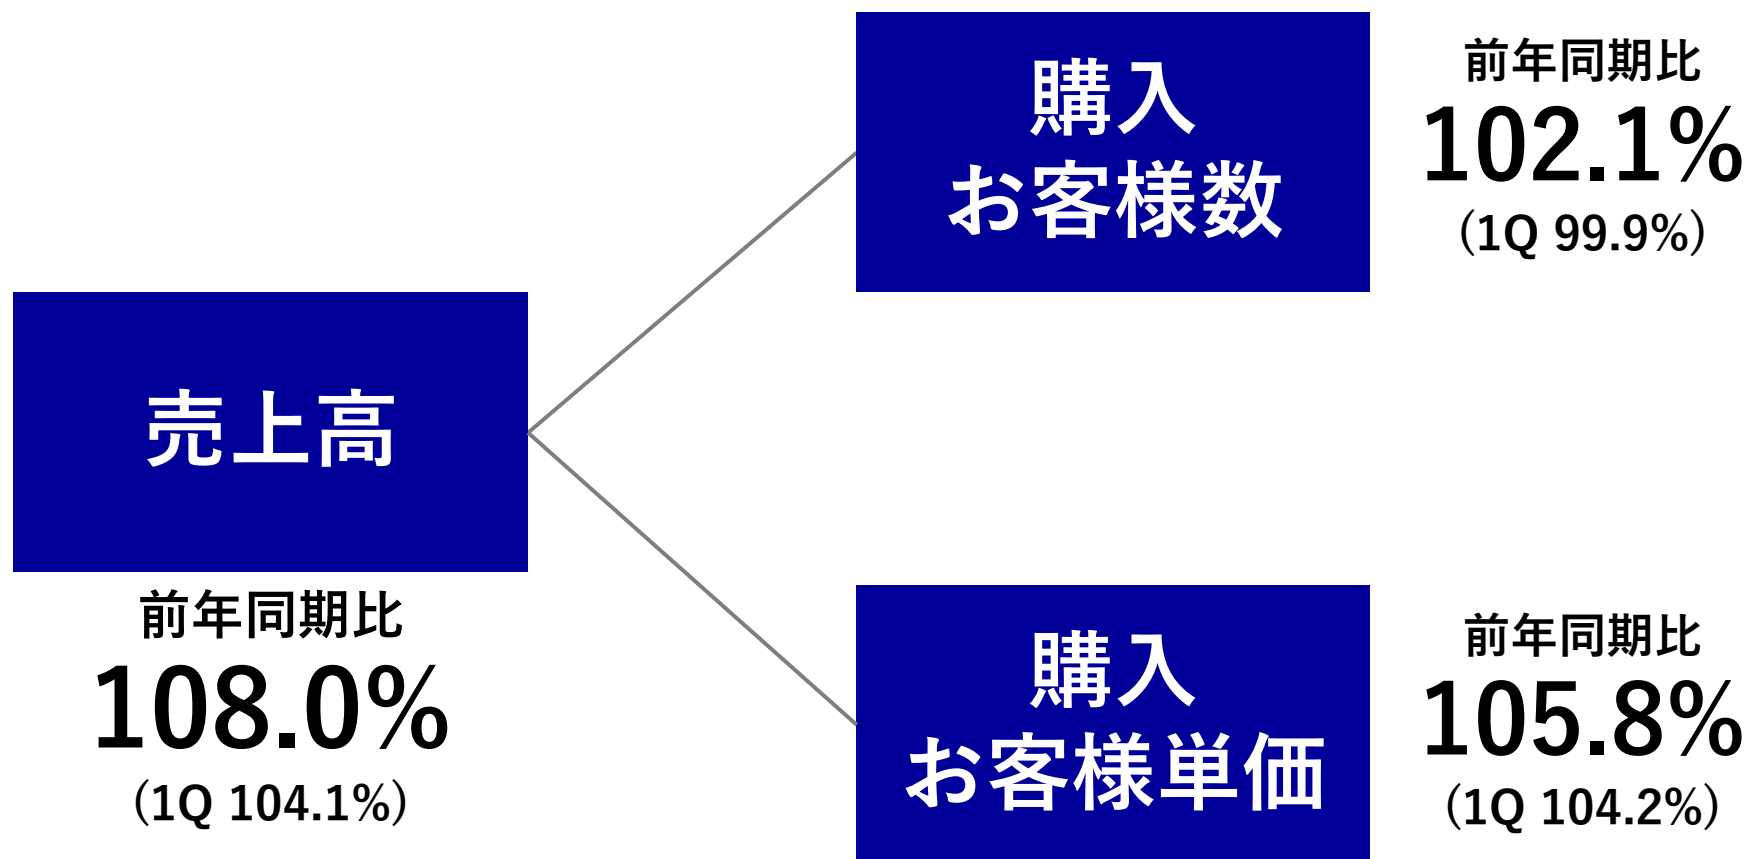 売上高
前年同期比
108.0%
（1Q 104.1%）
購入
お客様数
前年同期比
102.1%
（1Q 99.9%）
購入
お客様単価
前年同期比
105.8%
（1Q 104.2%）